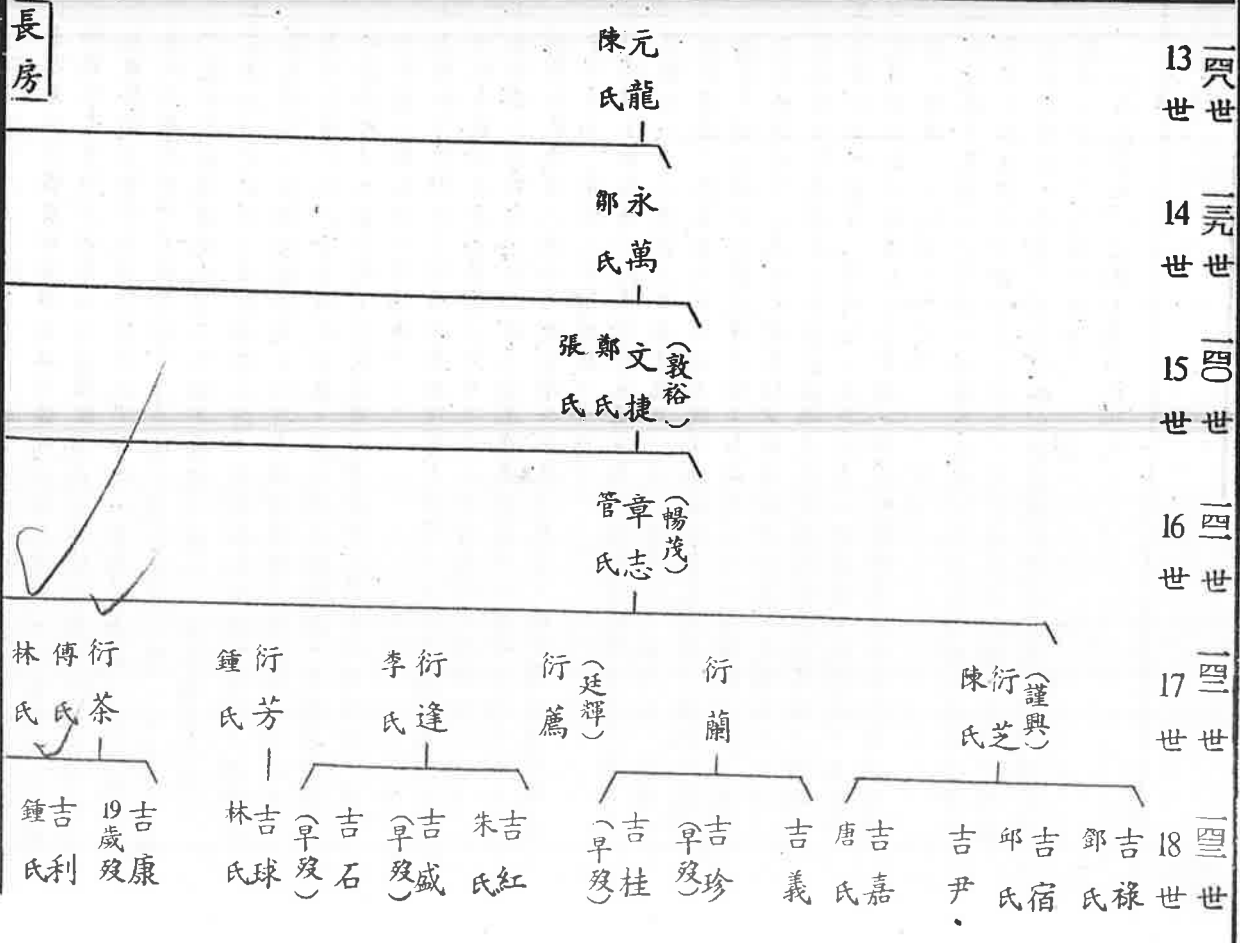 一三八世
13世
元龍
陳氏
長房
一三九世
14世
永萬
鄒氏
一四〇世
15世
(敦裕)
文捷
鄭氏
張氏
一四一世
16世
(暢茂)
章志
管氏
一四二世
17世
(謹興)
衍芝
陳氏
衍蘭
(廷輝)
衍薦
衍逢
李氏
衍芳
鍾氏
衍茶
傅氏
林氏
一四三世
18世
吉祿
鄧氏
吉宿
邱氏
吉尹
吉嘉
唐氏
吉義
吉珍
(早歿)
吉桂
(早歿)
吉紅
朱氏
吉盛
(早歿)
吉石
(早歿)
吉球
林氏
吉康
19歲歿
吉利
鍾氏